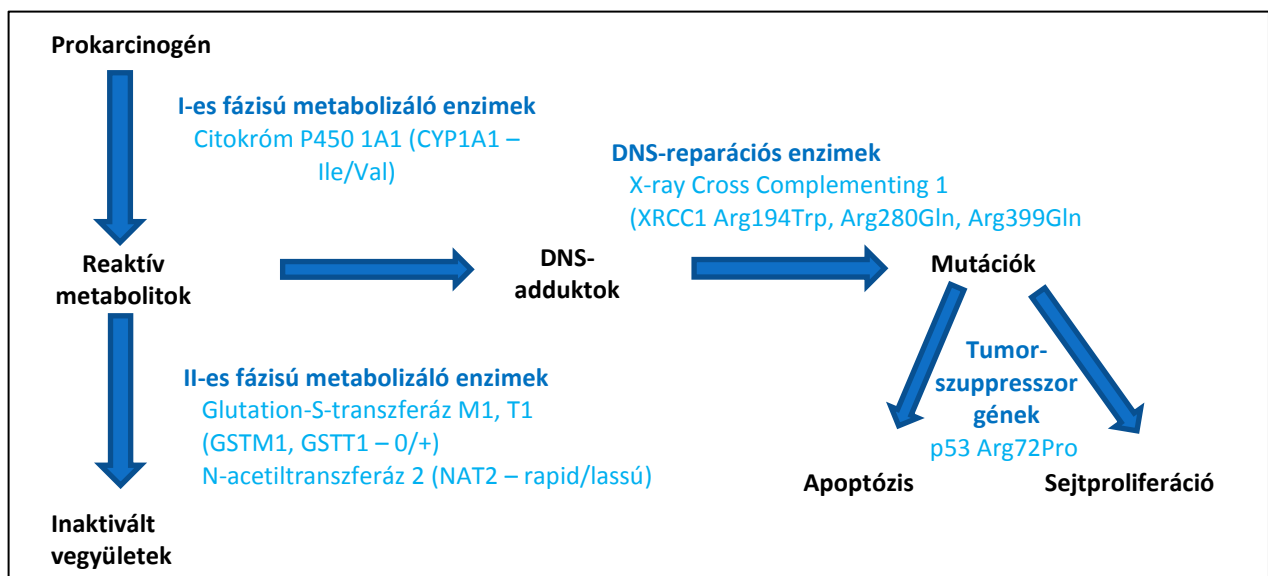 Prokarcinogén
I-es fázisú metabolizáló enzimek
Citokróm P450 1A1 (CYP1A1 –
Ile/Val)
DNS-reparációs enzimek
X-ray Cross Complementing 1
(XRCC1 Arg194Trp, Arg280Gln, Arg399Gln
Reaktív
metabolitok
DNS-
adduktok
Mutációk
II-es fázisú metabolizáló enzimek
Glutation-S-transzferáz M1, T1
(GSTM1, GSTT1 – 0/+)
N-acetiltranszferáz 2 (NAT2 – rapid/lassú)
Tumor-
szuppresszor
gének
p53 Arg72Pro
Apoptózis
Sejtproliferáció
Inaktivált
vegyületek